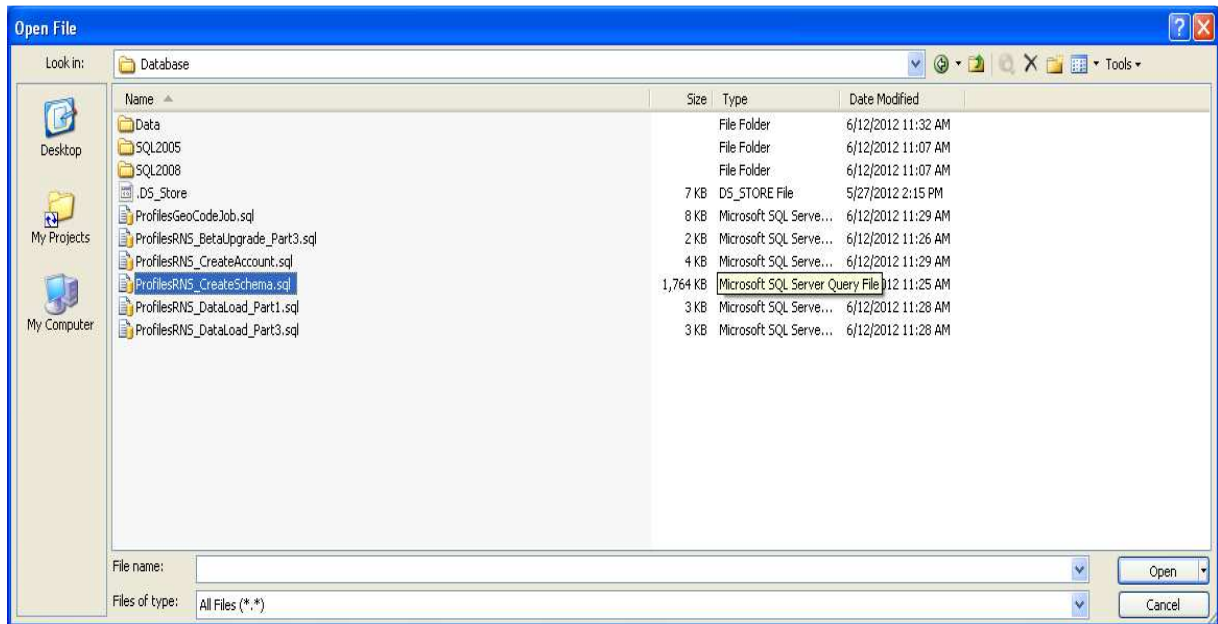 Open File
Look in: Database Tools
Name Size Type Date Modified
Data File Folder 6/12/2012 11:32 AM
SQL2005 File Folder 6/12/2012 11:07 AM
SQL2008 File Folder 6/12/2012 11:07 AM
.DS_Store 7 KB DS_STORE File 5/27/2012 2:15 PM
ProfilesGeoCodeJob.sql 8 KB Microsoft SQL Serve... 6/12/2012 11:29 AM
ProfilesRNS_BetaUpgrade_Part3.sql 2 KB Microsoft SQL Serve... 6/12/2012 11:26 AM
ProfilesRNS_CreateAccount.sql 4 KB Microsoft SQL Serve... 6/12/2012 11:29 AM
ProfilesRNS_CreateSchema.sql 1,764 KB Microsoft SQL Server Query File 012 11:25 AM
ProfilesRNS_DataLoad_Part1.sql 3 KB Microsoft SQL Serve... 6/12/2012 11:28 AM
ProfilesRNS_DataLoad_Part3.sql 3 KB Microsoft SQL Serve... 6/12/2012 11:28 AM
Desktop
My Projects
My Computer
File name: Open
Files of type: All Files (*.*) Cancel